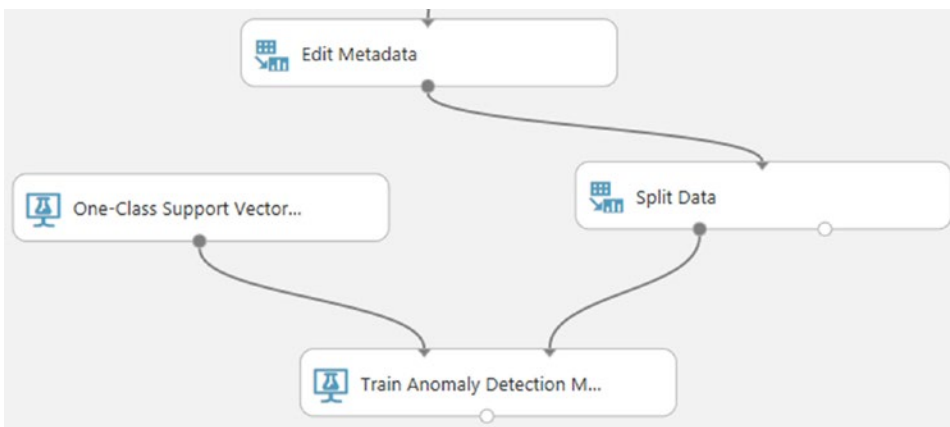 Edit Metadata
One-Class Support Vector...
Split Data
Train Anomaly Detection M...